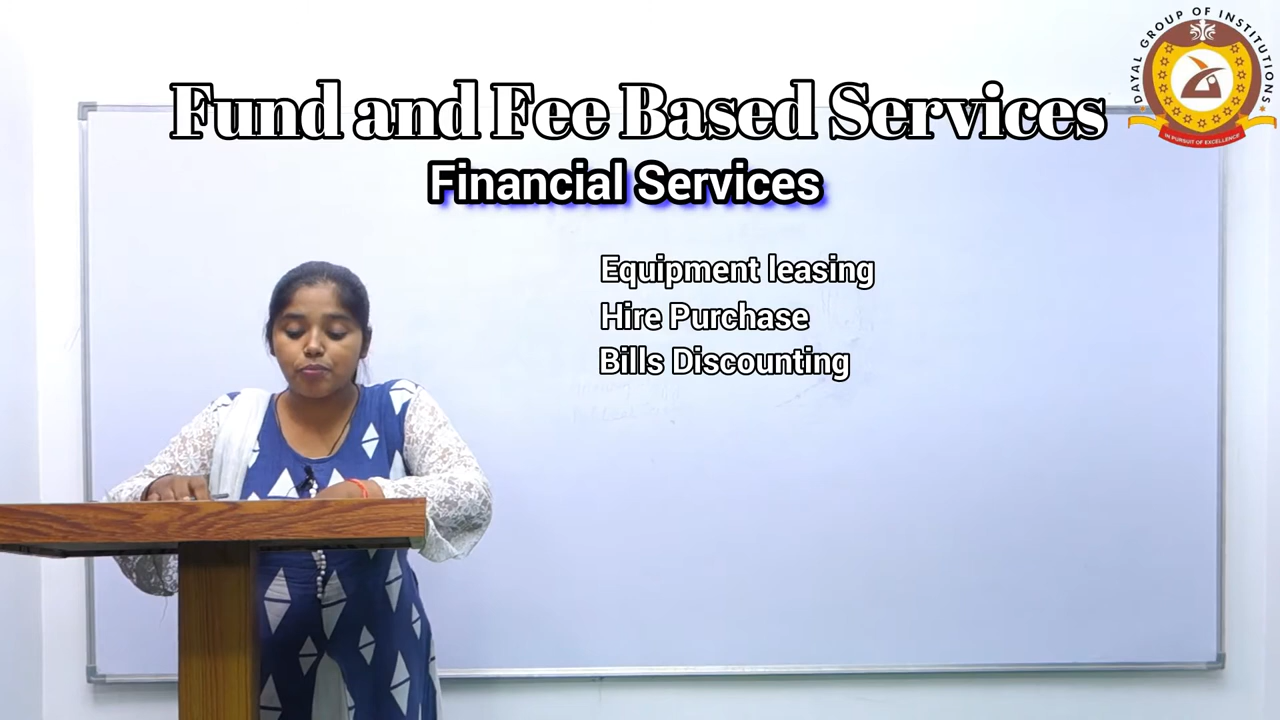 DAYAL GROUP OF INSTITUTIONS
IN PURSUIT OF EXCELLENCE
Fund and Fee Based Services
Financial Services
Equipment leasing
Hire Purchase
Bills Discounting